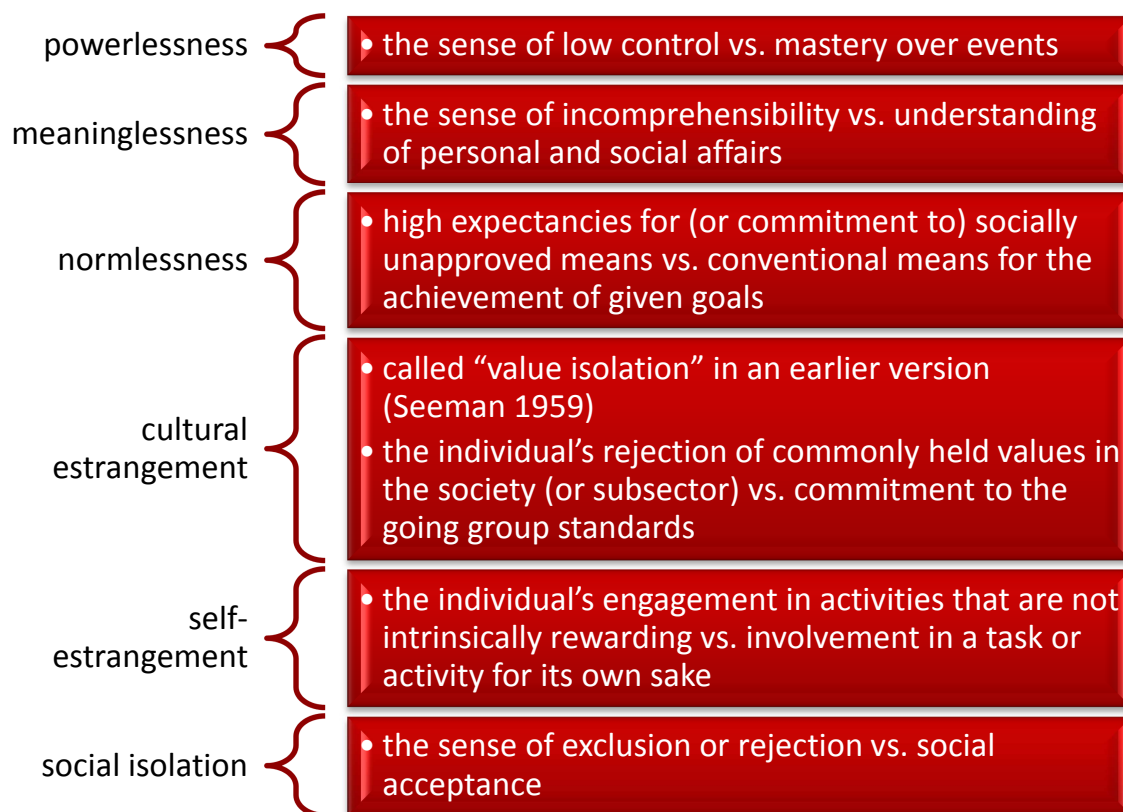 powerlessness
• the sense of low control vs. mastery over events
meaninglessness
• the sense of incomprehensibility vs. understanding
of personal and social affairs
normlessness
• high expectancies for (or commitment to) socially
unapproved means vs. conventional means for the
achievement of given goals
cultural
estrangement
• called “value isolation” in an earlier version
(Seeman 1959)
• the individual’s rejection of commonly held values in
the society (or subsector) vs. commitment to the
going group standards
self-
estrangement
• the individual’s engagement in activities that are not
intrinsically rewarding vs. involvement in a task or
activity for its own sake
social isolation
• the sense of exclusion or rejection vs. social
acceptance